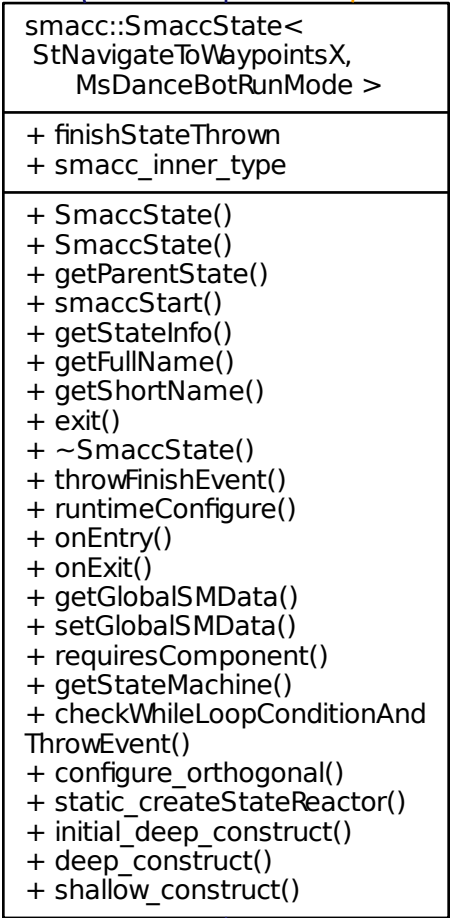 smacc::SmaccState<
StNavigateToWaypointsX,
MsDanceBotRunMode >
+ finishStateThrown
+ smacc_inner_type
+ SmaccState()
+ SmaccState()
+ getParentState()
+ smaccStart()
+ getStateInfo()
+ getFullName()
+ getShortName()
+ exit()
+ ~SmaccState()
+ throwFinishEvent()
+ runtimeConfigure()
+ onEntry()
+ onExit()
+ getGlobalSMData()
+ setGlobalSMData()
+ requiresComponent()
+ getStateMachine()
+ checkWhileLoopConditionAnd
ThrowEvent()
+ configure_orthogonal()
+ static_createStateReactor()
+ initial_deep_construct()
+ deep_construct()
+ shallow_construct()